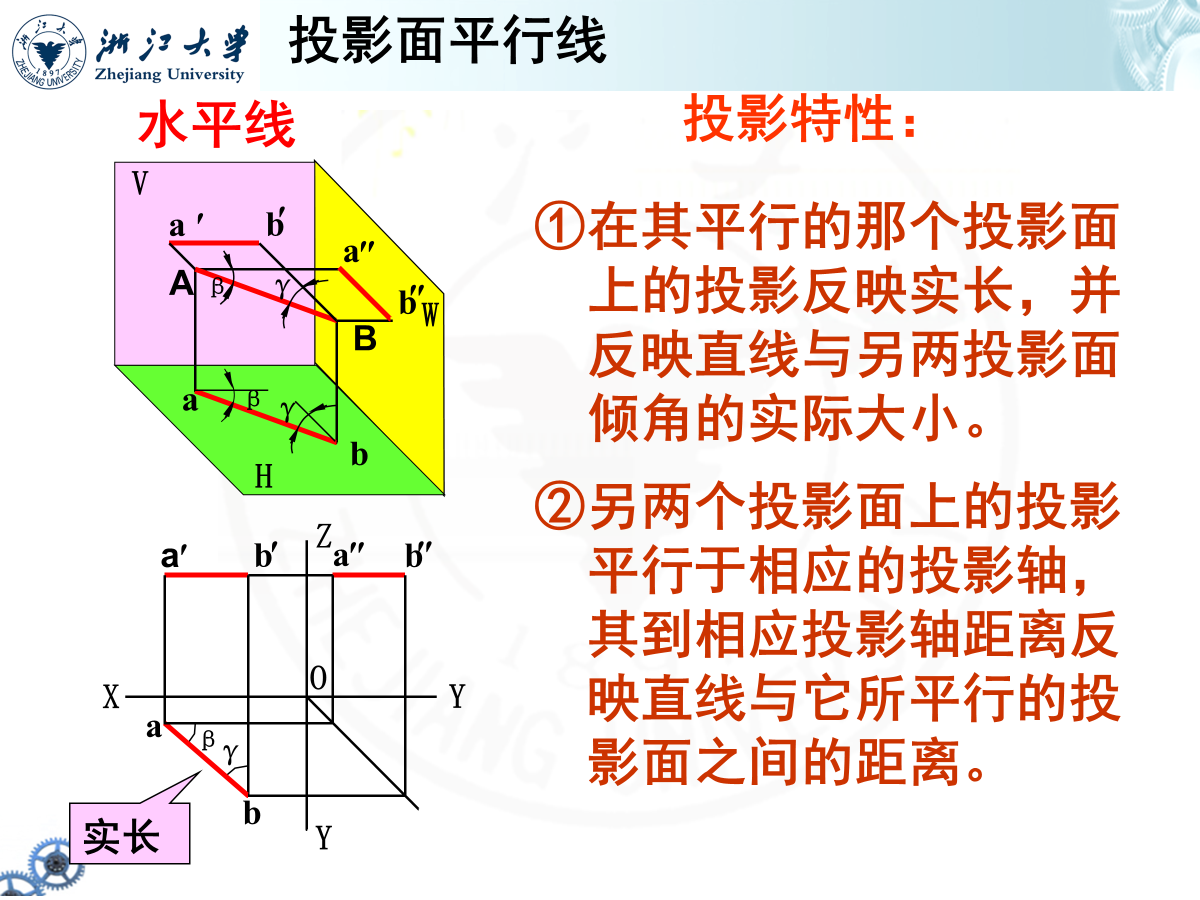 浙江大学
Zhejiang University
投影面平行线
水平线
投影特性：
V
a ′ b′
a″
A β γ b″ W
B
a β γ
b
H
①在其平行的那个投影面
上的投影反映实长，并
反映直线与另两投影面
倾角的实际大小。
②另两个投影面上的投影
平行于相应的投影轴，
其到相应投影轴距离反
映直线与它所平行的投
影面之间的距离。
Z
a′ b′ a″ b″
X O Y
a β γ
b
Y
实长